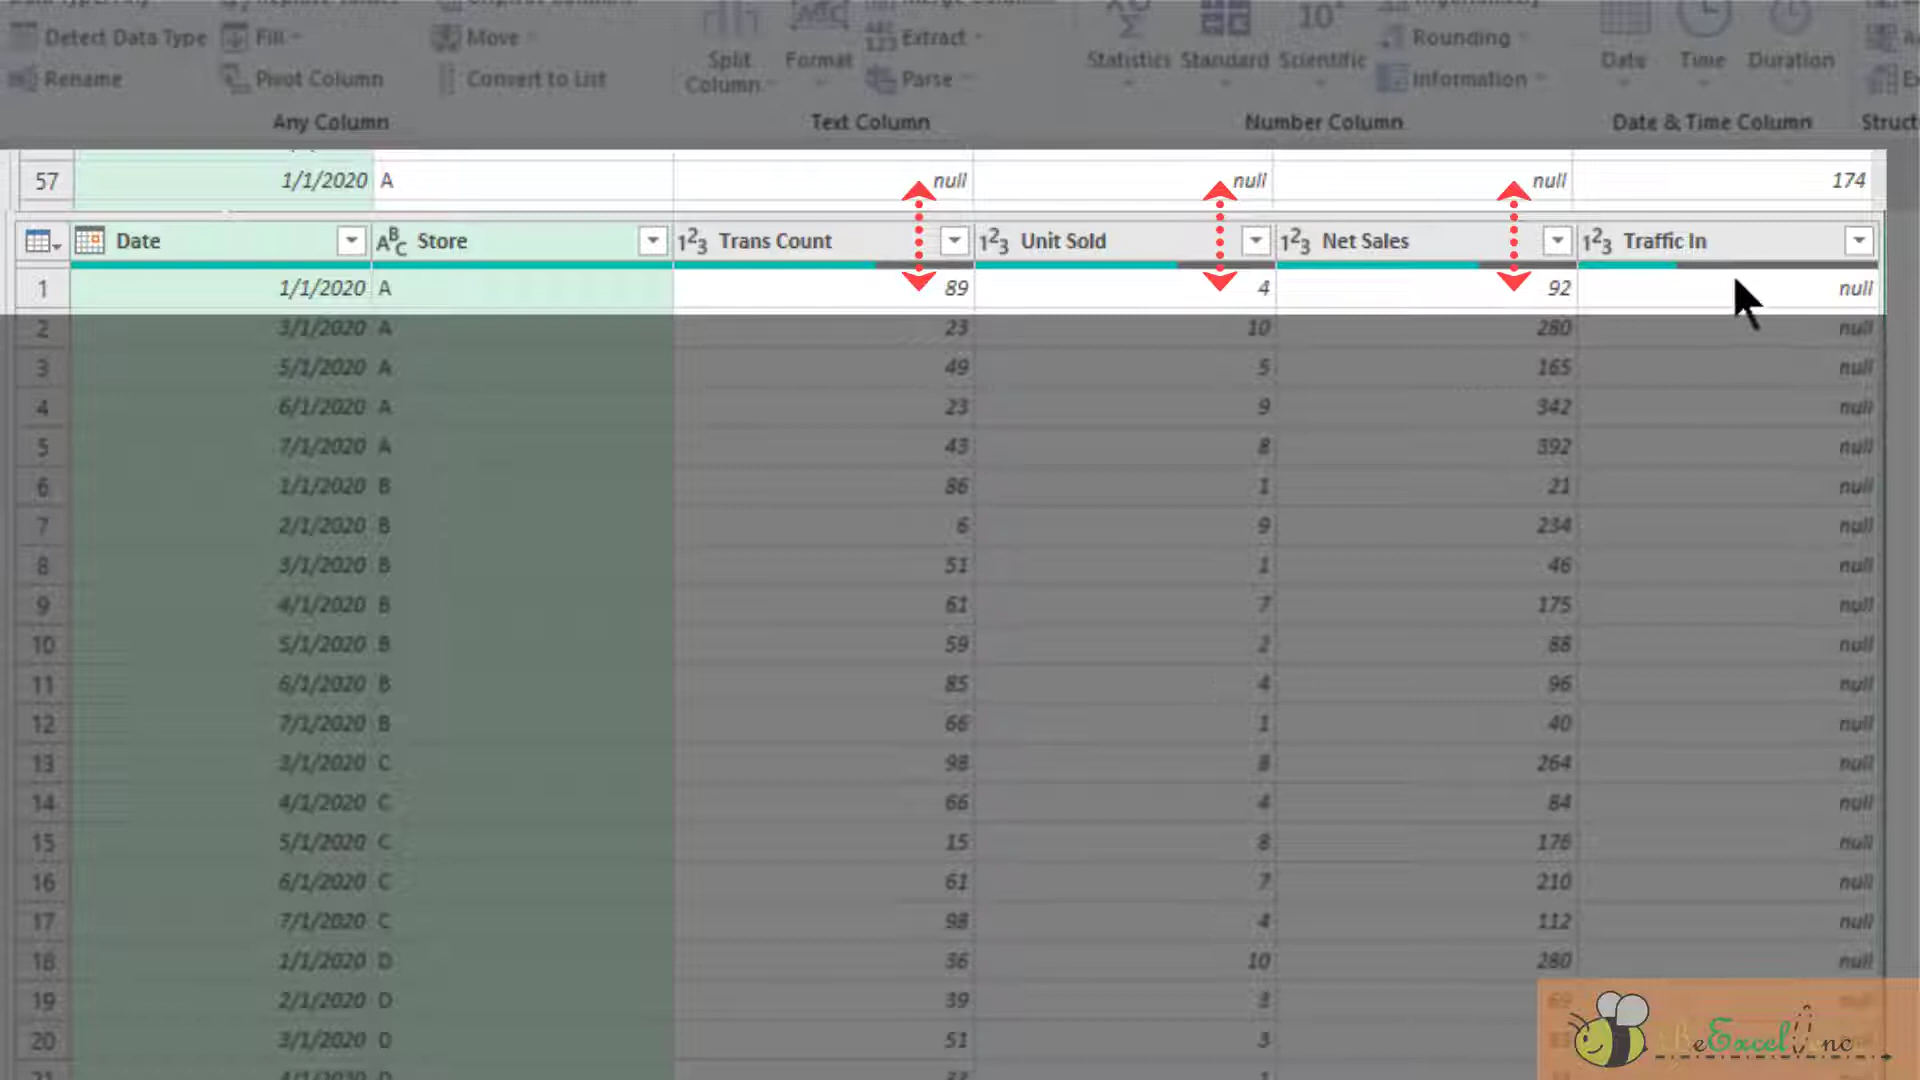 Detect Data Type Fill Move Extract Rounding
Split Column Format Statistics Standard Scientific Date Time Duration
Rename Pivot Column Convert to List Parse Information
Any Column Text Column Number Column Date & Time Column Struct
57 1/1/2020 A null null null 174
Date ABC Store 123 Trans Count 123 Unit Sold 123 Net Sales 123 Traffic In
1 1/1/2020 A 89 4 92 null
2 3/1/2020 A 23 10 280 null
3 5/1/2020 A 49 5 165 null
4 6/1/2020 A 23 9 342 null
5 7/1/2020 A 43 8 392 null
6 1/1/2020 B 86 1 21 null
7 2/1/2020 B 6 9 234 null
8 3/1/2020 B 51 1 46 null
9 4/1/2020 B 61 7 175 null
10 5/1/2020 B 59 2 88 null
11 6/1/2020 B 85 4 96 null
12 7/1/2020 B 66 1 40 null
13 3/1/2020 C 98 8 264 null
14 4/1/2020 C 66 4 84 null
15 5/1/2020 C 15 8 176 null
16 6/1/2020 C 61 7 210 null
17 7/1/2020 C 98 4 112 null
18 1/1/2020 D 36 10 280 null
19 2/1/2020 D 39 3 69 null
20 3/1/2020 D 51 3
BeExcel